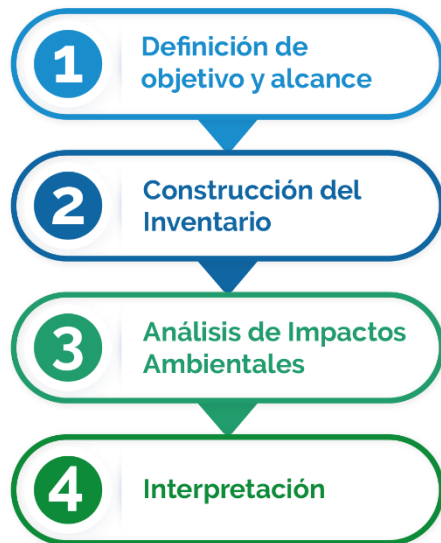 1
Definición de
objetivo y alcance
2
Construcción del
Inventario
3
Análisis de Impactos
Ambientales
4
Interpretación